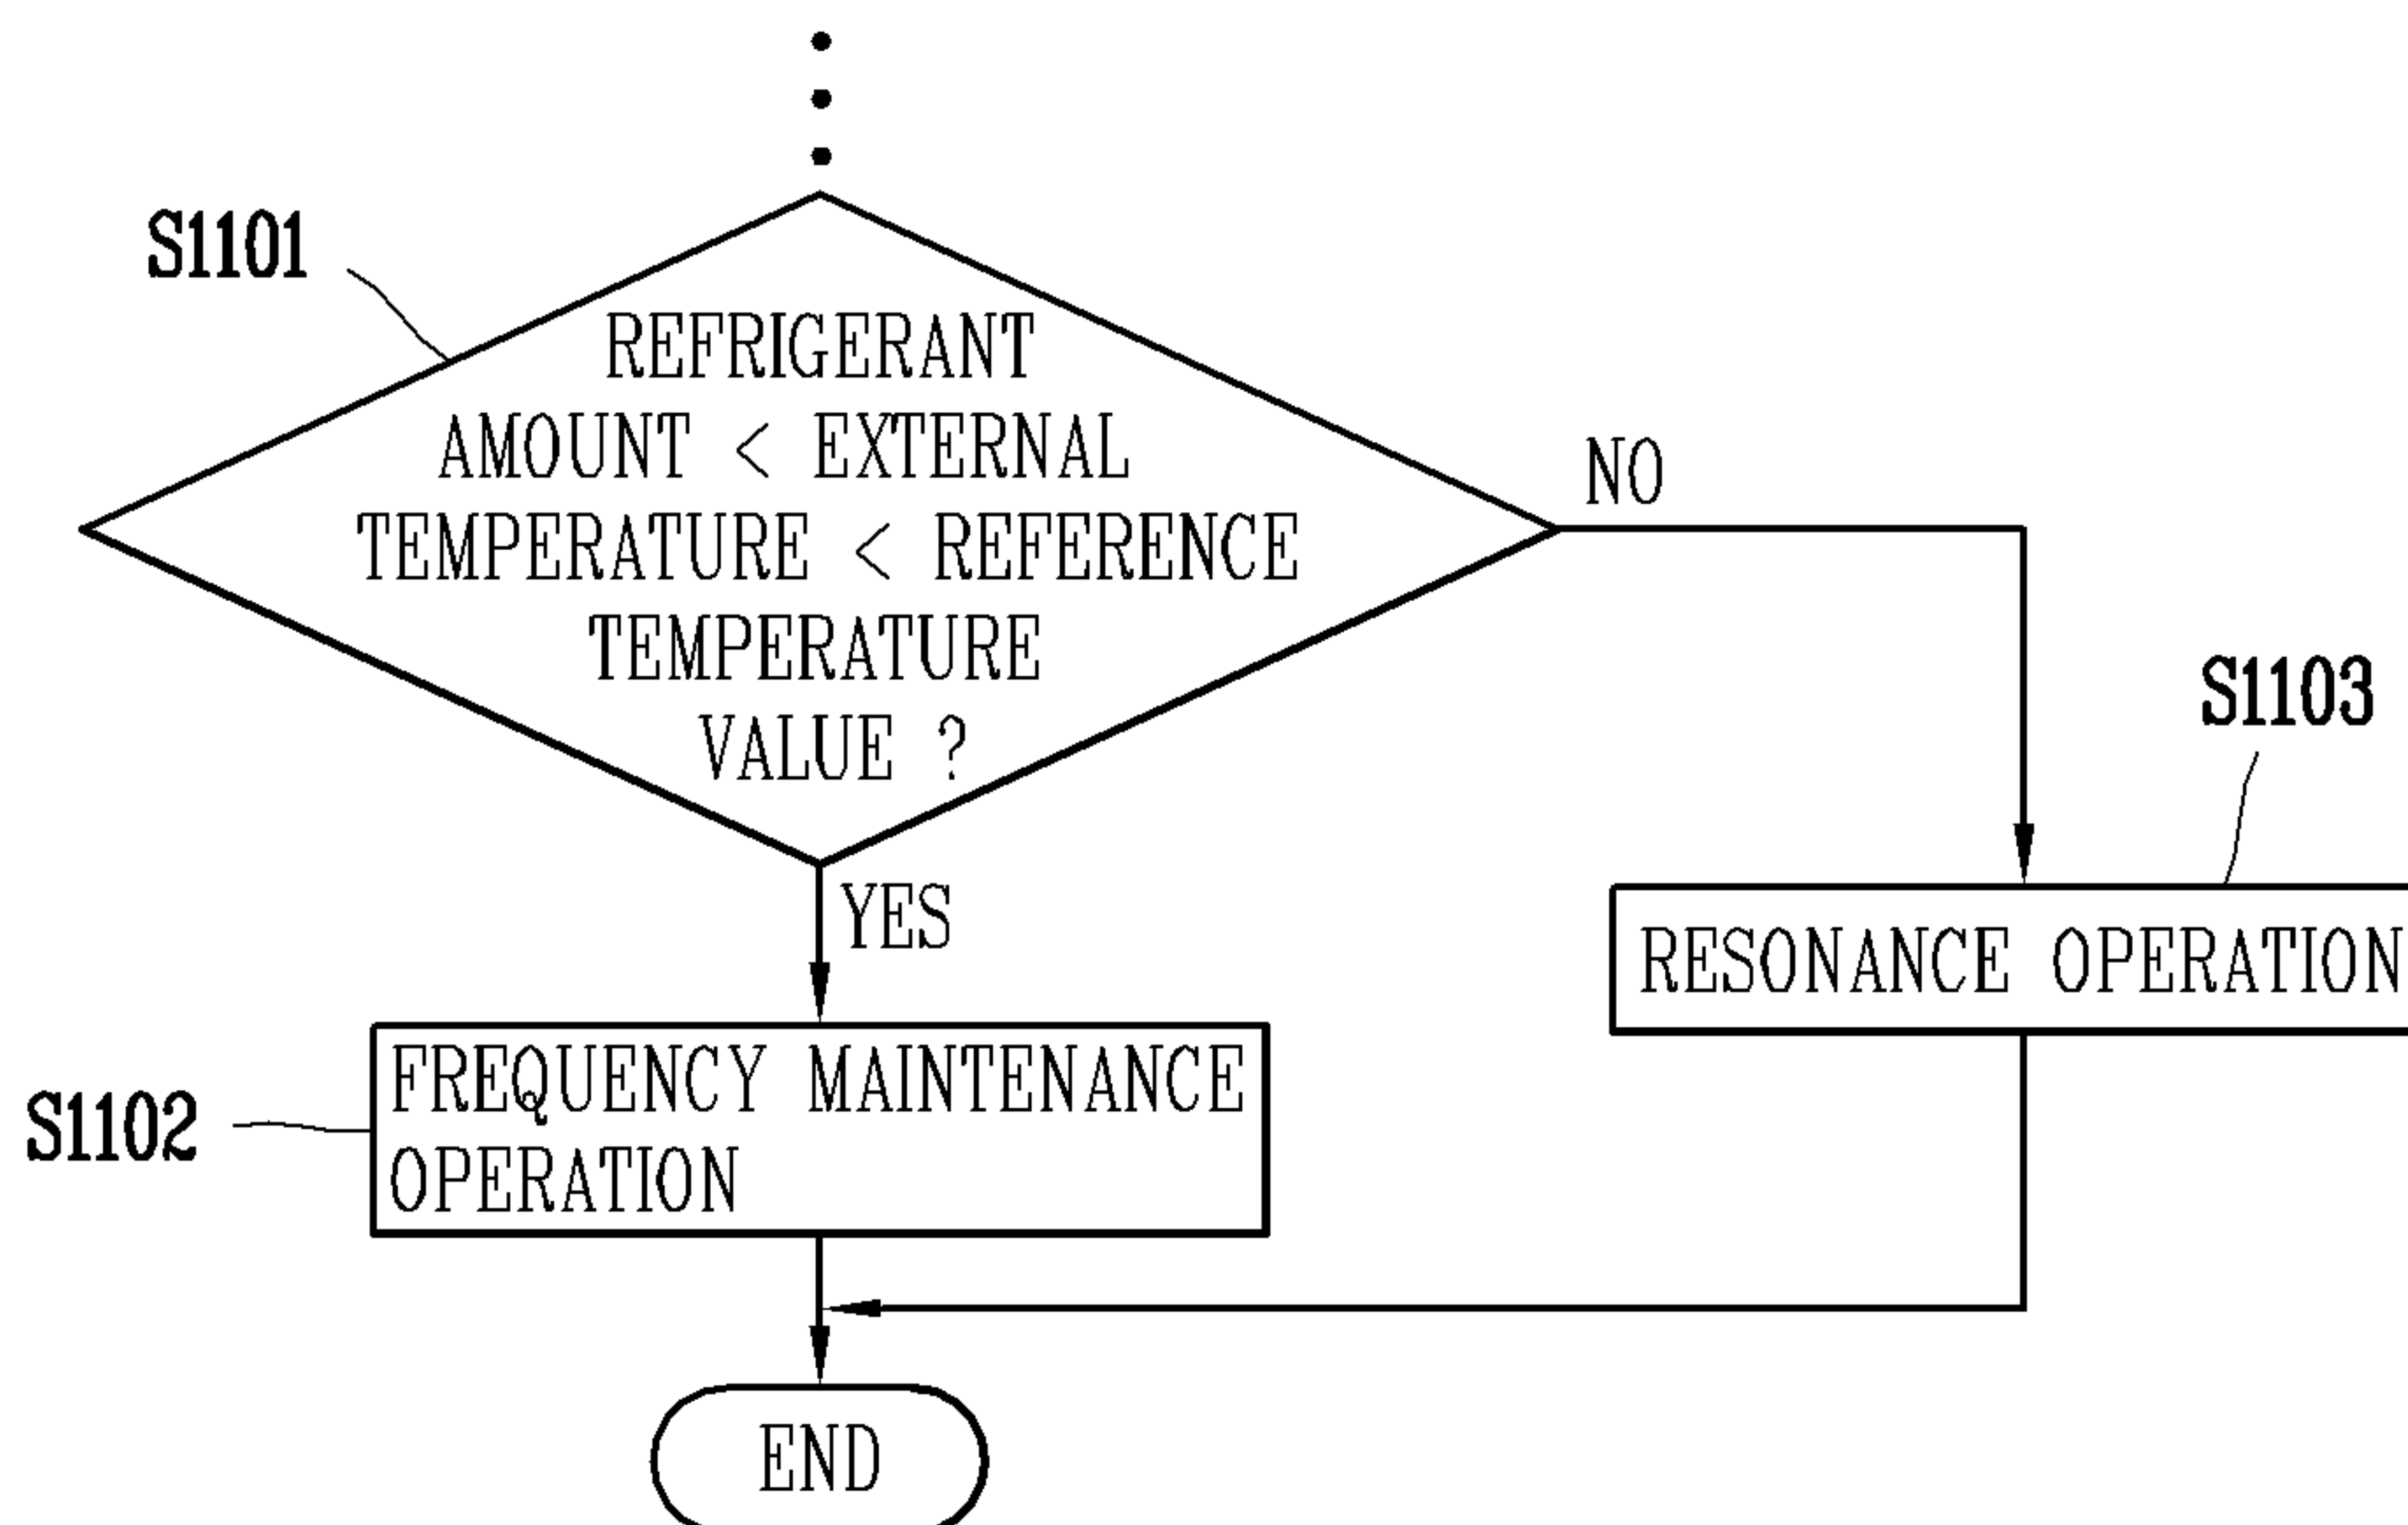 S1101
REFRIGERANT
AMOUNT < EXTERNAL
TEMPERATURE < REFERENCE
TEMPERATURE
VALUE ?
NO
S1103
YES
RESONANCE OPERATION
FREQUENCY MAINTENANCE
OPERATION
S1102
END